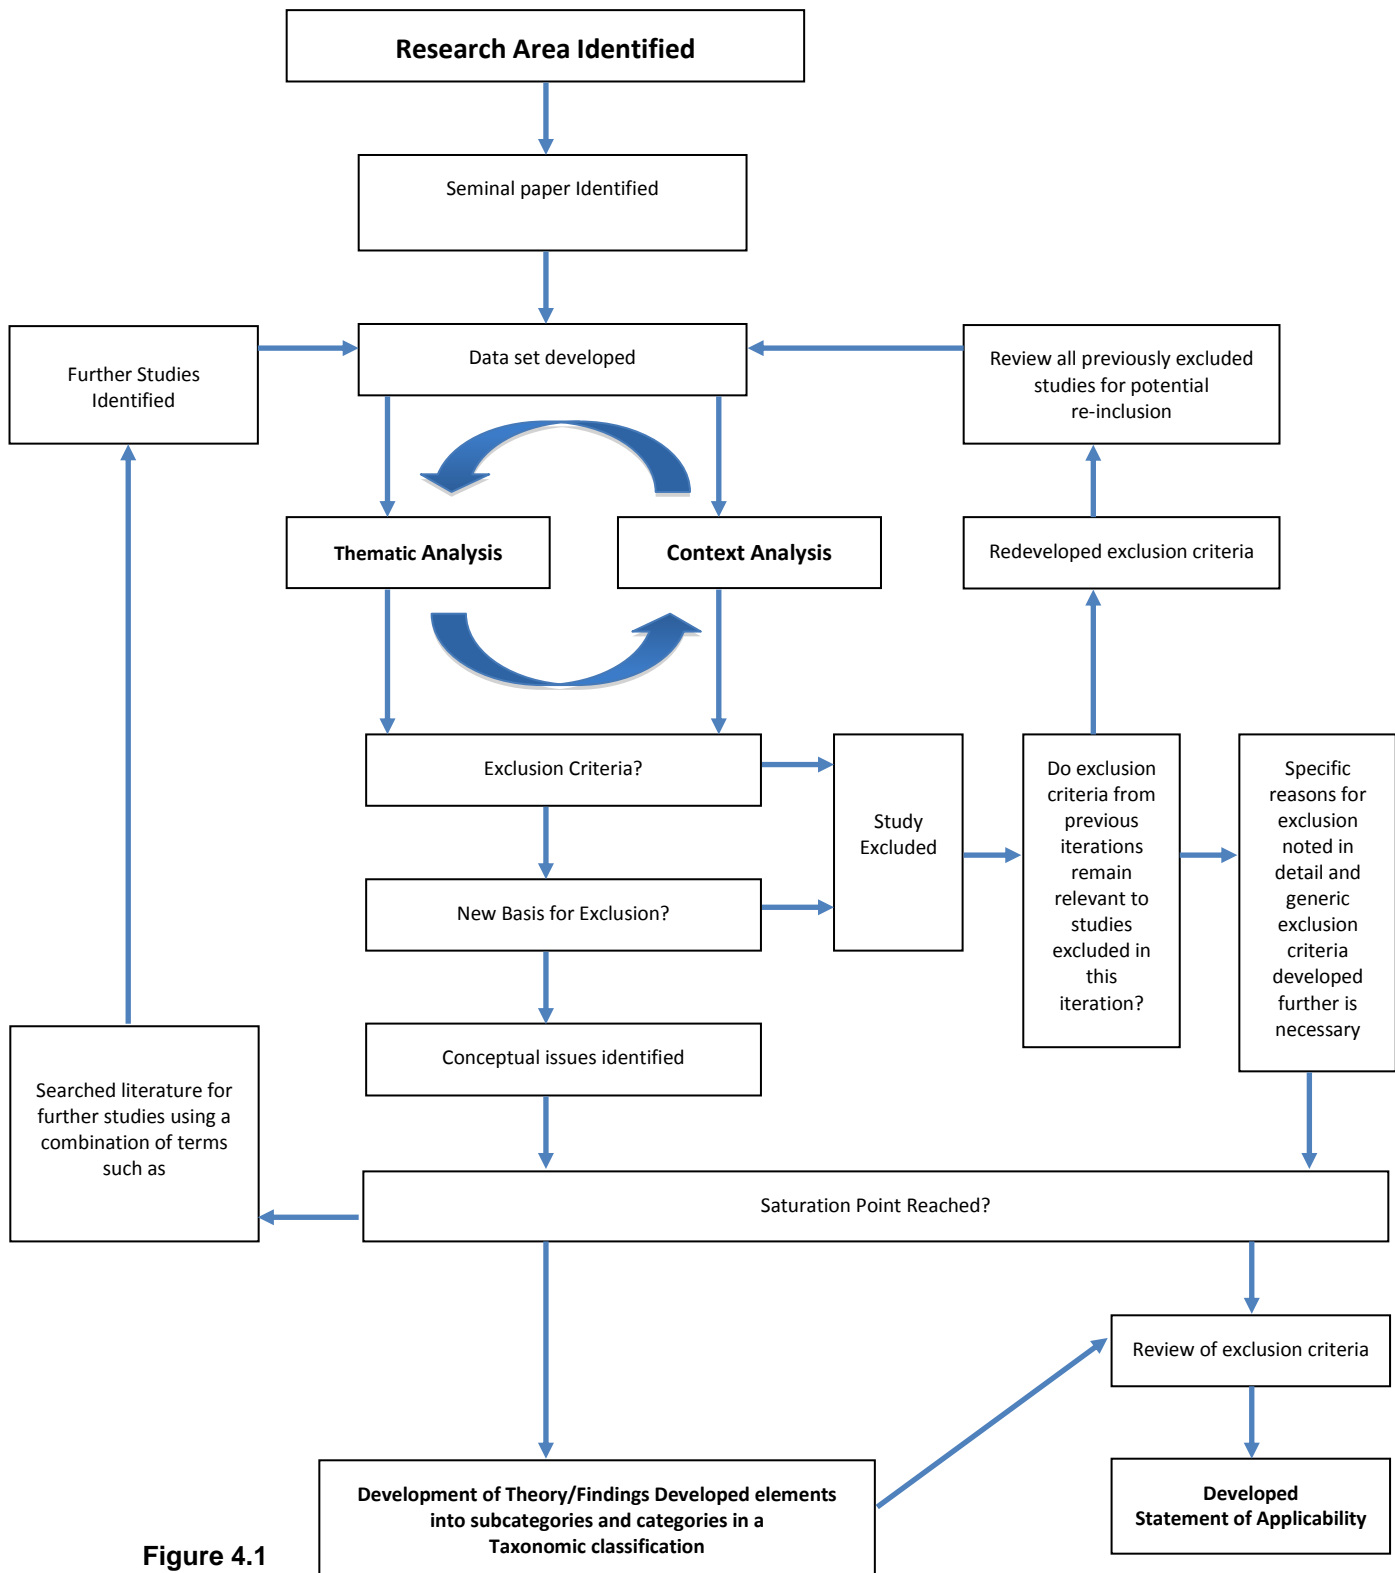 Research Area Identified
Seminal paper Identified
Further Studies
Identified
Data set developed
Review all previously excluded
studies for potential
re-inclusion
Thematic Analysis
Context Analysis
Redeveloped exclusion criteria
Exclusion Criteria?
Study
Excluded
Do exclusion
criteria from
previous
iterations
remain
relevant to
studies
excluded in
this
iteration?
Specific
reasons for
exclusion
noted in
detail and
generic
exclusion
criteria
developed
further is
necessary
New Basis for Exclusion?
Conceptual issues identified
Searched literature for
further studies using a
combination of terms
such as
Saturation Point Reached?
Review of exclusion criteria
Development of Theory/Findings Developed elements
into subcategories and categories in a
Taxonomic classification
Developed
Statement of Applicability
Figure 4.1